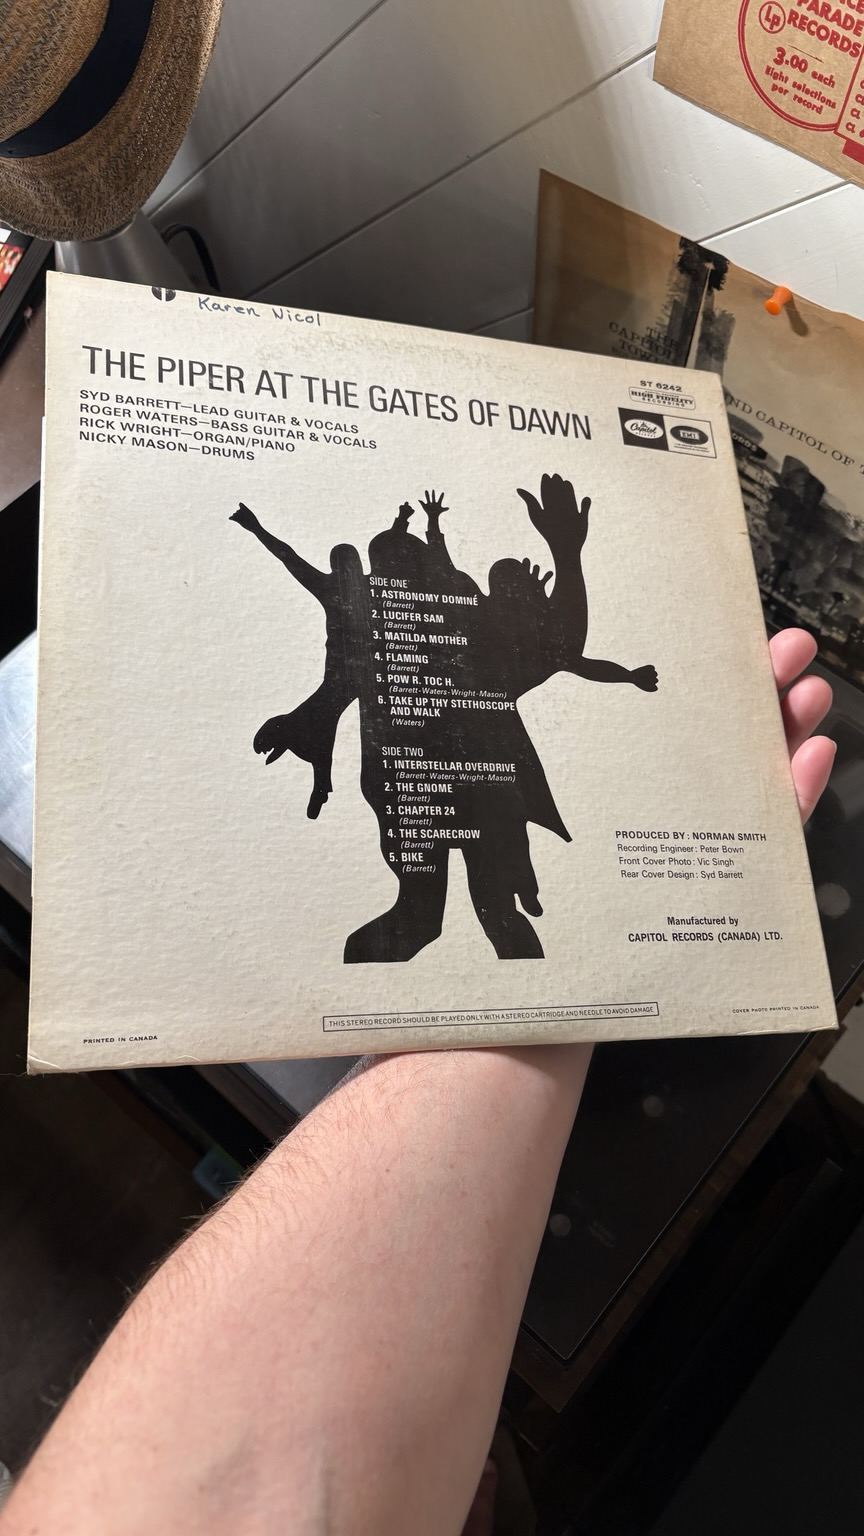 PARADE
LP RECORDS
3.00 each
Eight selections
per record
Karen Nicol
THE PIPER AT THE GATES OF DAWN
SYD BARRETT—LEAD GUITAR & VOCALS
ROGER WATERS—BASS GUITAR & VOCALS
RICK WRIGHT—ORGAN/PIANO
NICKY MASON—DRUMS
ST 6242
HIGH FIDELITY
RECORDING
Capitol
EMI
THE
CAPITOL
TOW
ND CAPITOL OF
SIDE ONE
1. ASTRONOMY DOMINÉ
(Barrett)
2. LUCIFER SAM
(Barrett)
3. MATILDA MOTHER
(Barrett)
4. FLAMING
(Barrett)
5. POW R. TOC H.
(Barrett-Waters-Wright-Mason)
6. TAKE UP THY STETHOSCOPE
AND WALK
(Waters)
SIDE TWO
1. INTERSTELLAR OVERDRIVE
(Barrett-Waters-Wright-Mason)
2. THE GNOME
(Barrett)
3. CHAPTER 24
(Barrett)
4. THE SCARECROW
(Barrett)
5. BIKE
(Barrett)
PRODUCED BY : NORMAN SMITH
Recording Engineer : Peter Bown
Front Cover Photo : Vic Singh
Rear Cover Design : Syd Barrett
Manufactured by
CAPITOL RECORDS (CANADA) LTD.
THIS STEREO RECORD SHOULD BE PLAYED ONLY WITH A STEREO CARTRIDGE AND NEEDLE TO AVOID DAMAGE
COVER PHOTO PRINTED IN CANADA
PRINTED IN CANADA